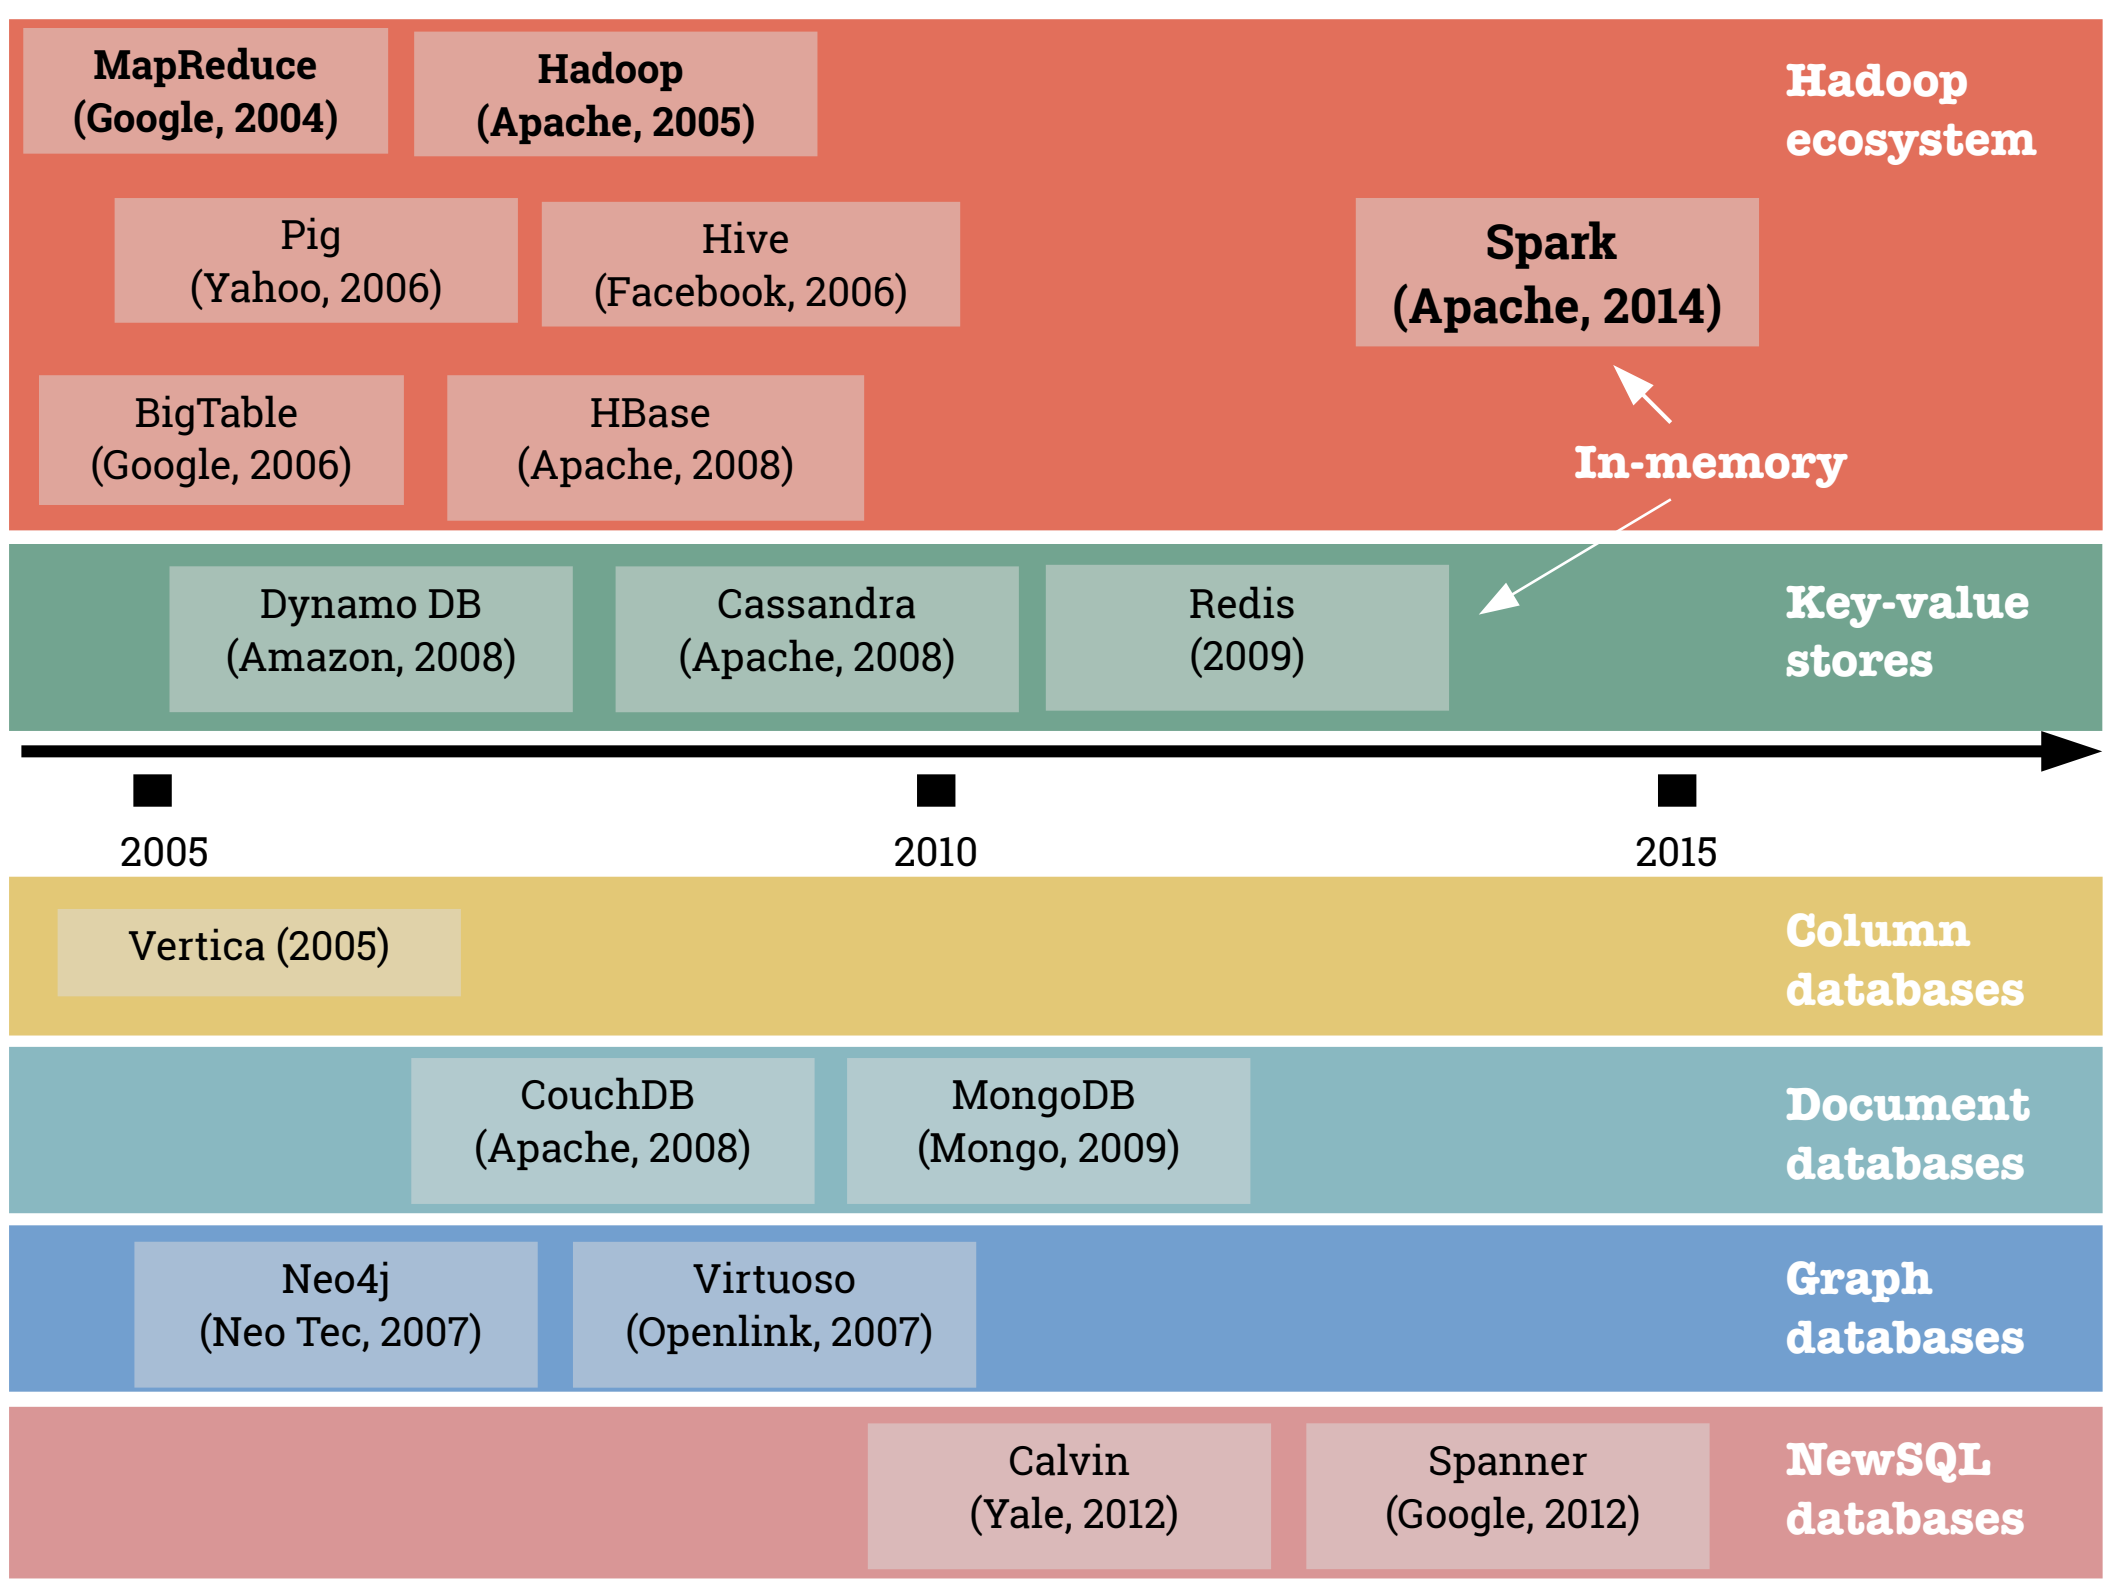 MapReduce
(Google, 2004)
Hadoop
(Apache, 2005)
Hadoop
ecosystem
Pig
(Yahoo, 2006)
Hive
(Facebook, 2006)
Spark
(Apache, 2014)
BigTable
(Google, 2006)
HBase
(Apache, 2008)
In-memory
Dynamo DB
(Amazon, 2008)
Cassandra
(Apache, 2008)
Redis
(2009)
Key-value
stores
2005
2010
2015
Vertica (2005)
Column
databases
CouchDB
(Apache, 2008)
MongoDB
(Mongo, 2009)
Document
databases
Neo4j
(Neo Tec, 2007)
Virtuoso
(Openlink, 2007)
Graph
databases
Calvin
(Yale, 2012)
Spanner
(Google, 2012)
NewSQL
databases